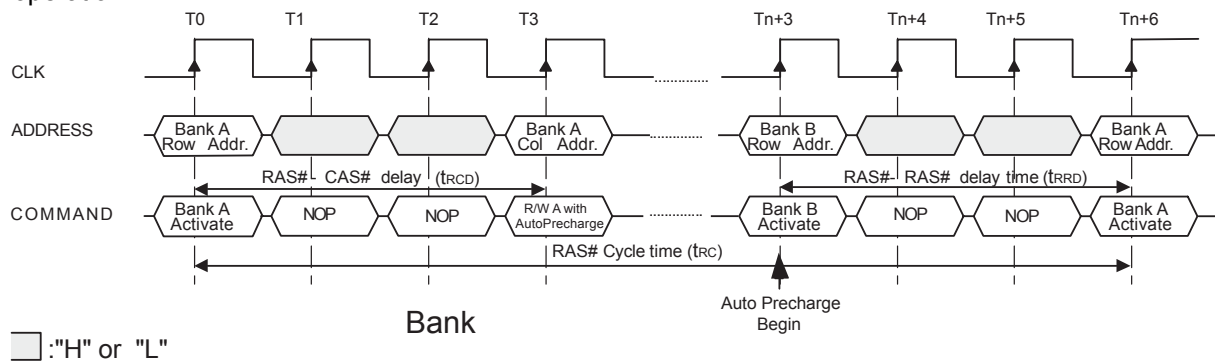 T0 T1 T2 T3 Tn+3 Tn+4 Tn+5 Tn+6
CLK
ADDRESS
Bank A
Row Addr.
Bank A
Col Addr.
Bank B
Row Addr.
Bank A
Row Addr.
RAS# - CAS# delay (tRCD)
RAS# - RAS# delay time (tRRD)
COMMAND
Bank A
Activate
NOP
NOP
R/W A with
AutoPrecharge
Bank B
Activate
NOP
NOP
Bank A
Activate
RAS# Cycle time (tRC)
Auto Precharge
Begin
Bank
:"H" or "L"